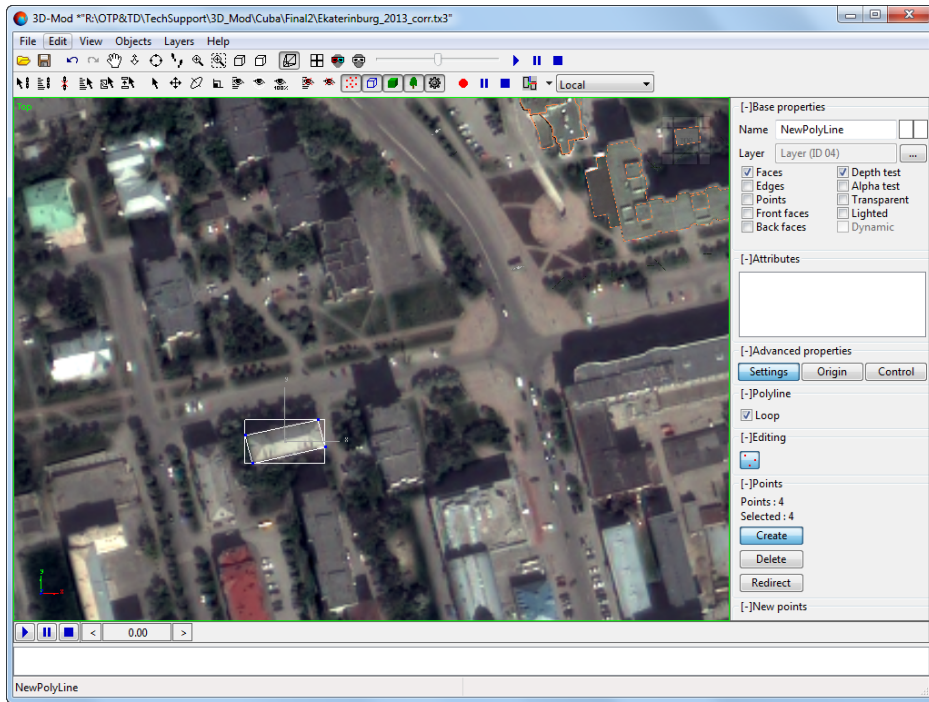 3D-Mod *"R:\OTP&TD\TechSupport\3D_Mod\Cuba\Final2\Ekaterinburg_2013_corr.tx3"
File Edit View Objects Layers Help
100%
Local
Top
[-]Base properties
Name NewPolyLine
Layer Layer (ID 04) ...
Faces Depth test
Edges Alpha test
Points Transparent
Front faces Lighted
Back faces Dynamic
[-]Attributes
[-]Advanced properties
Settings Origin Control
[-]Polyline
Loop
[-]Editing
[-]Points
Points : 4
Selected : 4
Create
Delete
Redirect
[-]New points
x
y
x
< 0.00 >
NewPolyLine